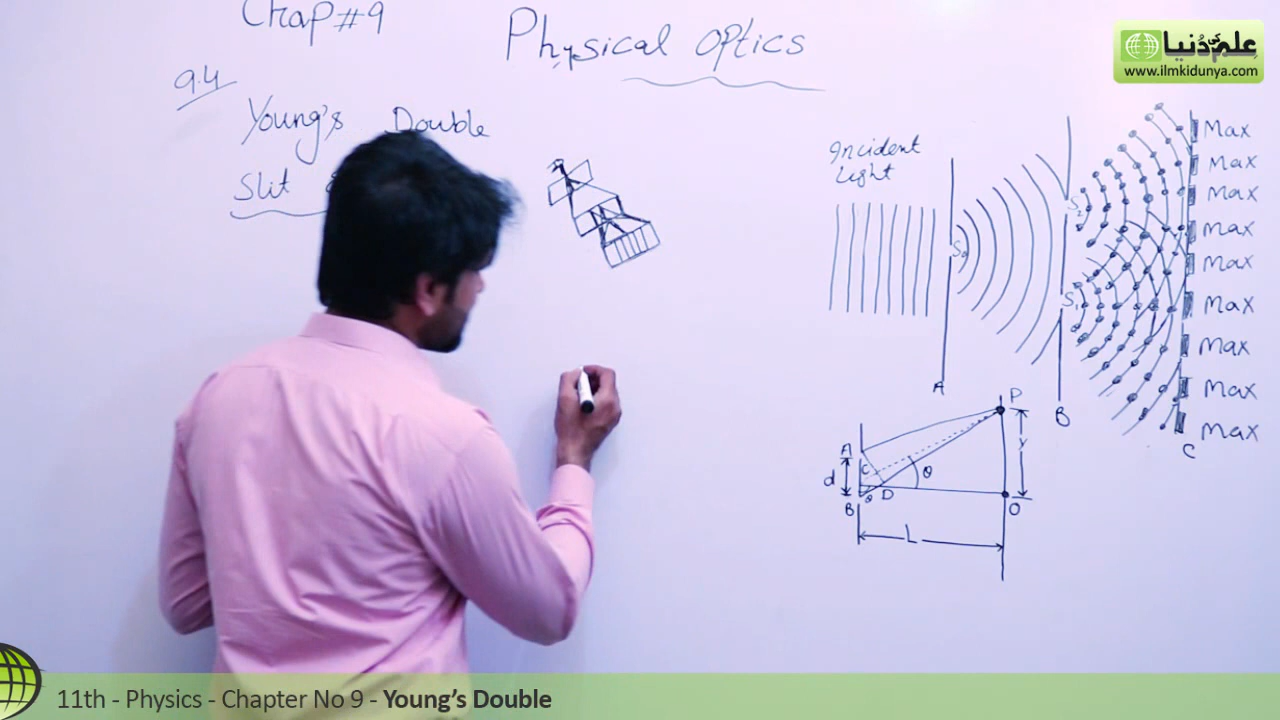 Chap#9
Physical optics
علم کی دُنیا
www.ilmkidunya.com
9.4
Young's Double
Slit
Incident
Light
S₀
S₂
S₁
A
B
C
Max
Max
Max
Max
Max
Max
Max
Max
Max
P
A
C
d
θ
Y
B
θ
D
O
L
11th - Physics - Chapter No 9 - Young's Double